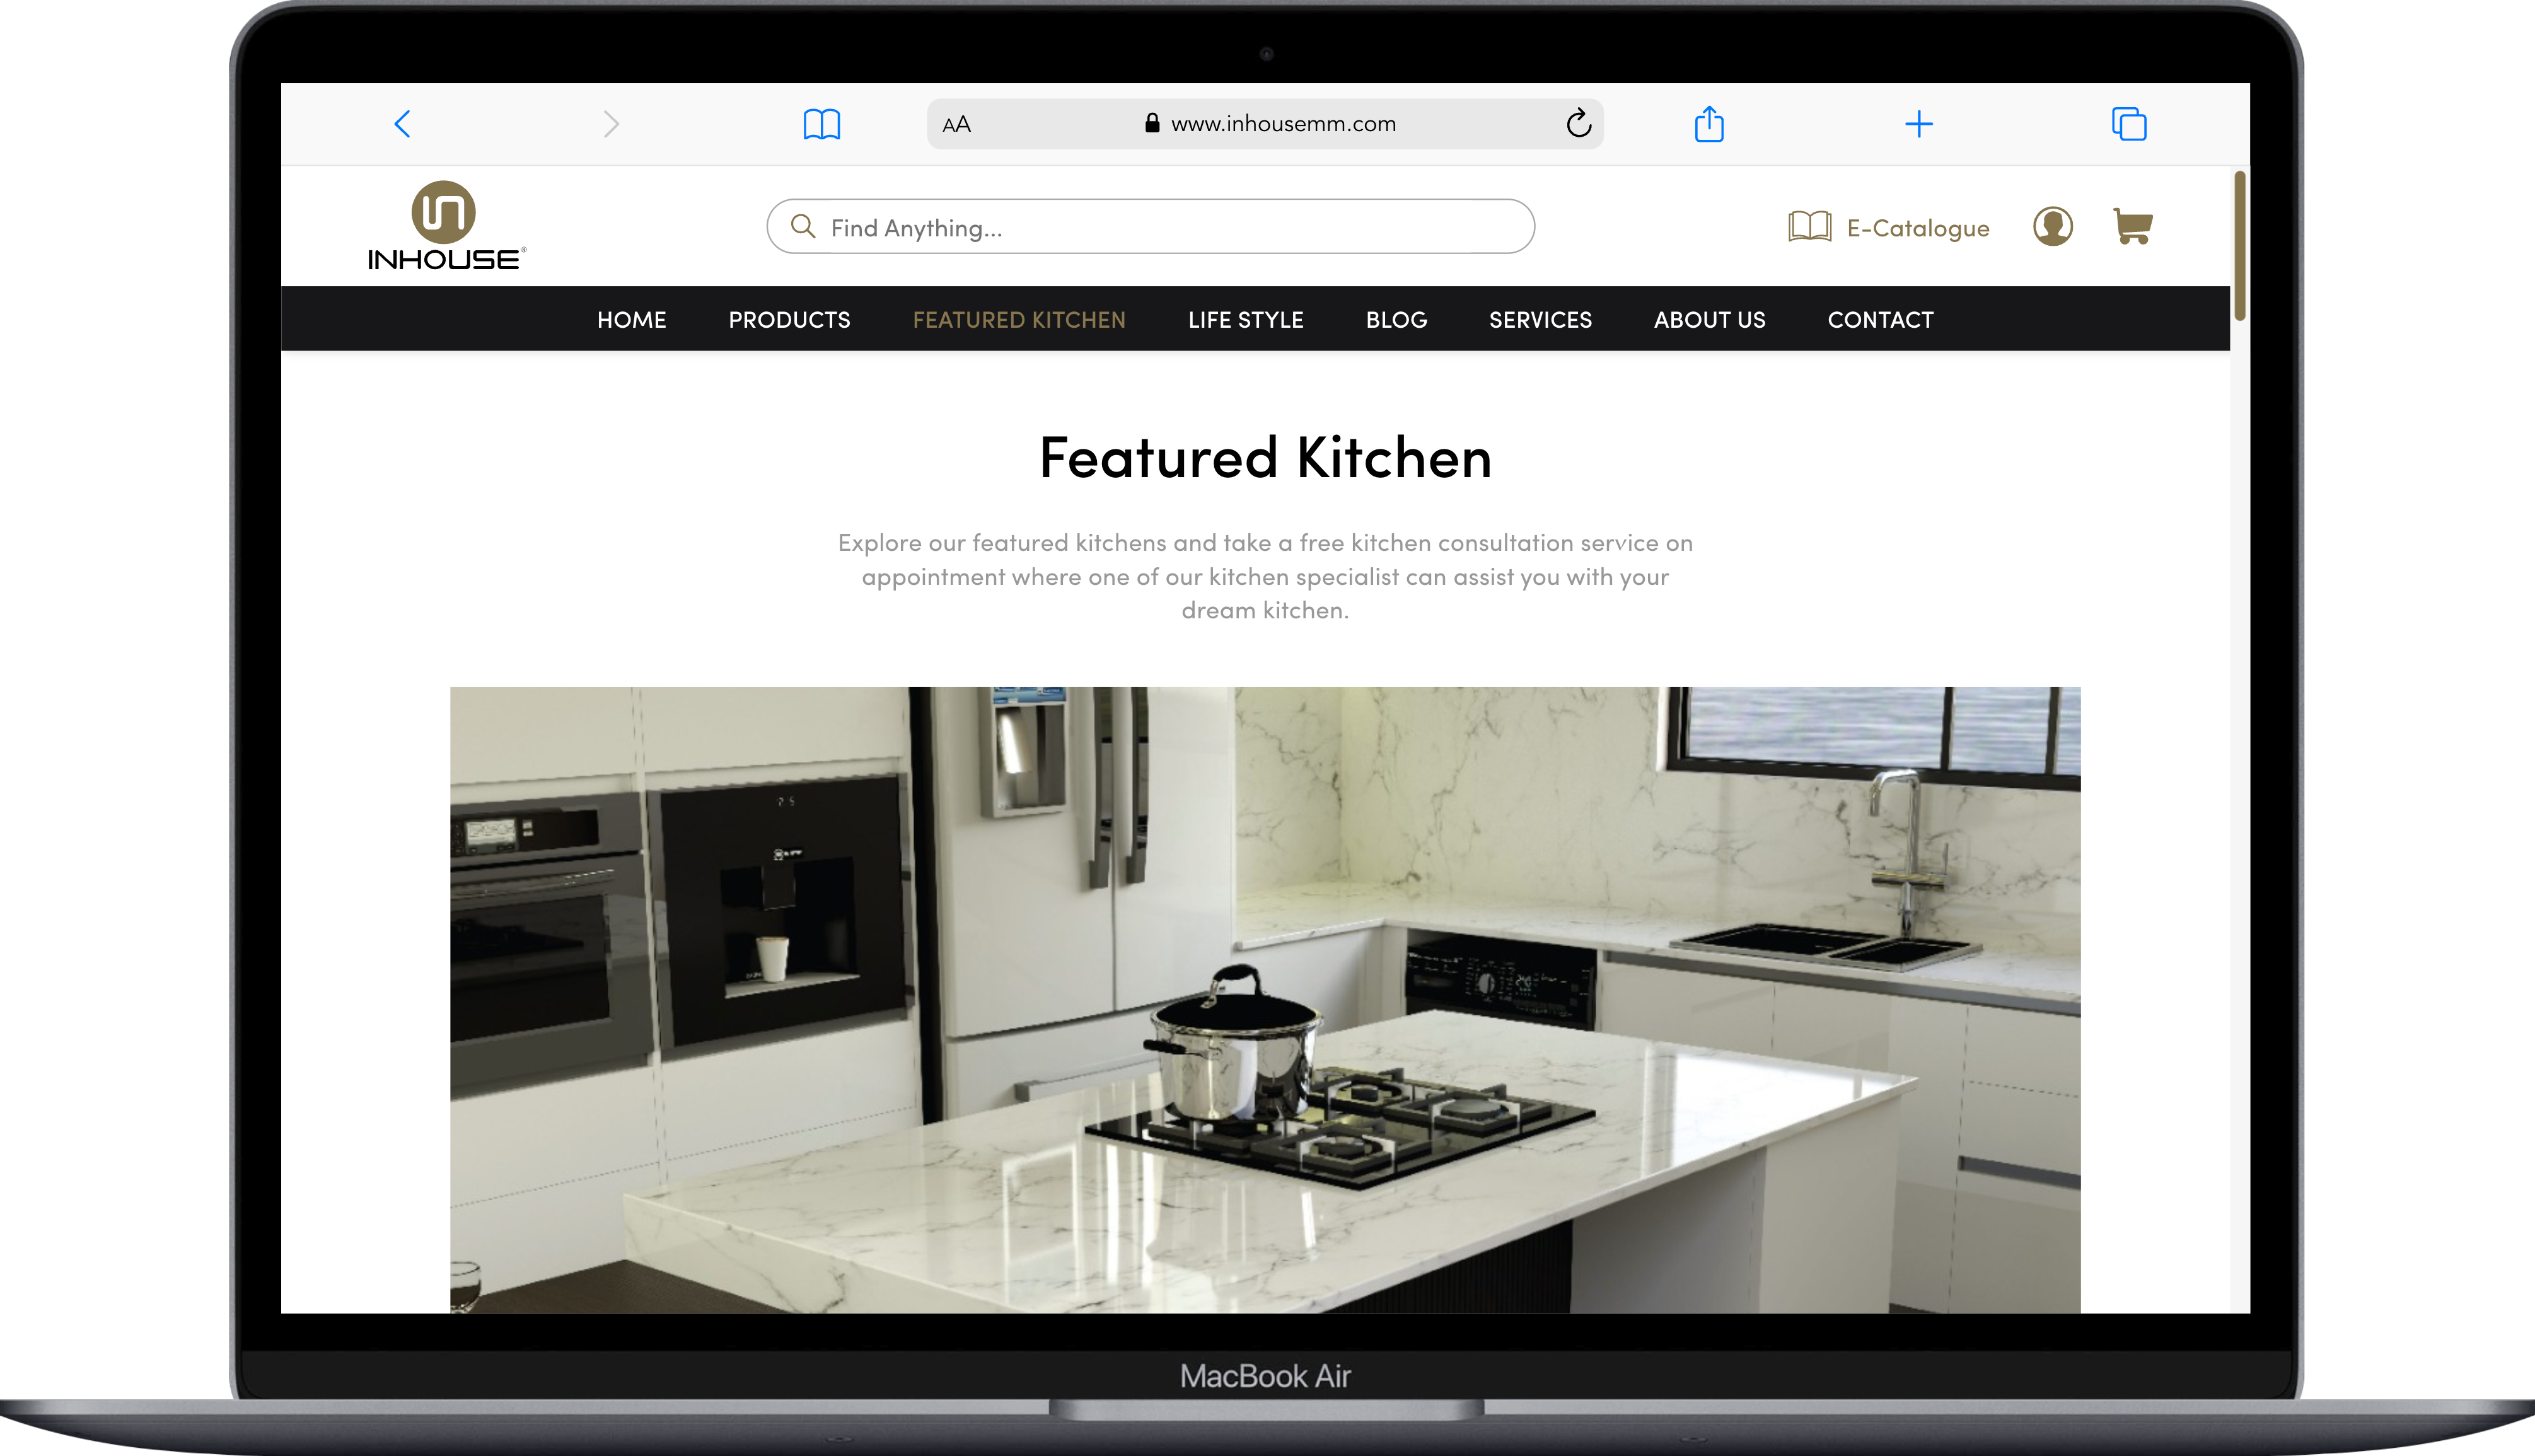 AA www.inhousemm.com
INHOUSE®
Find Anything...
E-Catalogue
HOME PRODUCTS FEATURED KITCHEN LIFE STYLE BLOG SERVICES ABOUT US CONTACT
Featured Kitchen
Explore our featured kitchens and take a free kitchen consultation service on
appointment where one of our kitchen specialist can assist you with your
dream kitchen.
MacBook Air